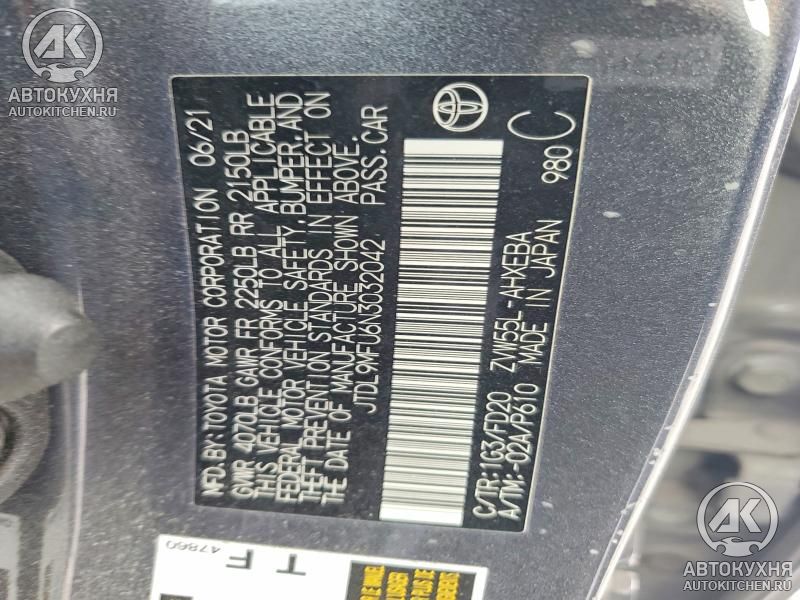 MFD. BY: TOYOTA MOTOR CORPORATION 06/21
GVWR 4070LB GAWR FR 2250LB RR 2150LB
THIS VEHICLE CONFORMS TO ALL APPLICABLE
FEDERAL MOTOR VEHICLE SAFETY, BUMPER, AND
THEFT PREVENTION STANDARDS IN EFFECT ON
THE DATE OF MANUFACTURE SHOWN ABOVE.
JTDL9MFU6N3032042 PASS. CAR
C/TR: 1G3/FD20 ZVW55L-AHXEBA 980 C
A/TM: -02A/P610 MADE IN JAPAN
47860
T F
АК
АВТОКУХНЯ
AUTOKITCHEN.RU
АК
АВТОКУХНЯ
AUTOKITCHEN.RU